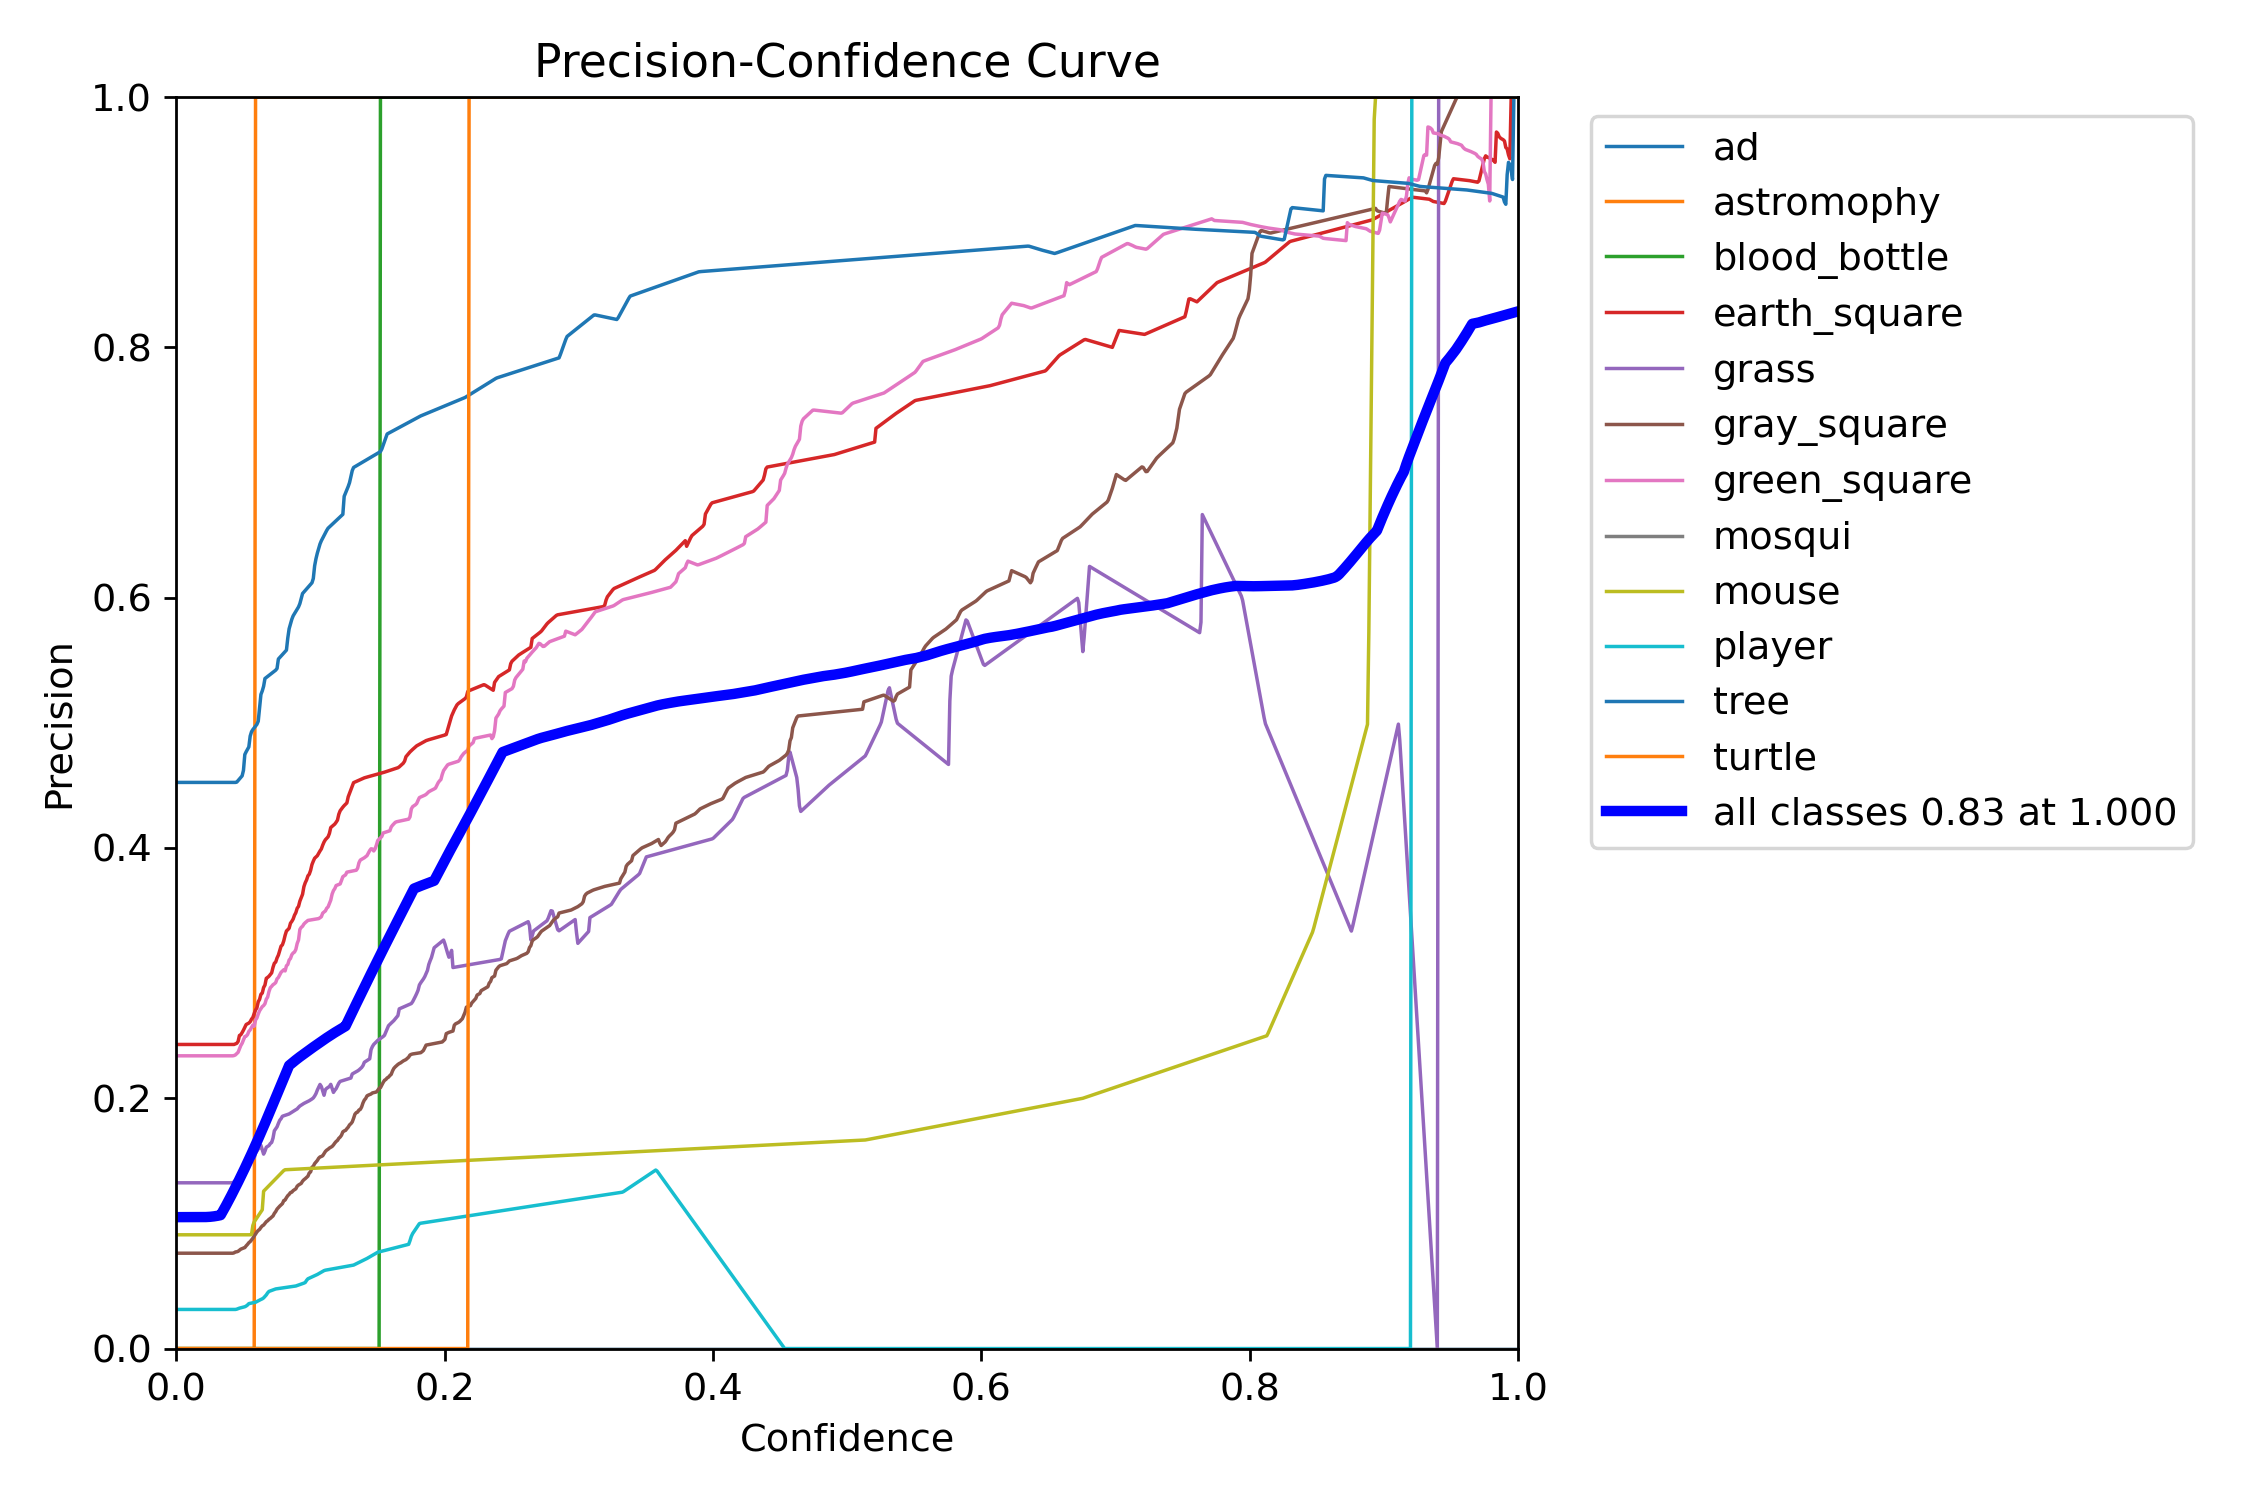 Precision-Confidence Curve
1.0
0.8
0.6
0.4
0.2
0.0
Precision
0.0 0.2 0.4 0.6 0.8 1.0
Confidence
ad
astromophy
blood_bottle
earth_square
grass
gray_square
green_square
mosqui
mouse
player
tree
turtle
all classes 0.83 at 1.000